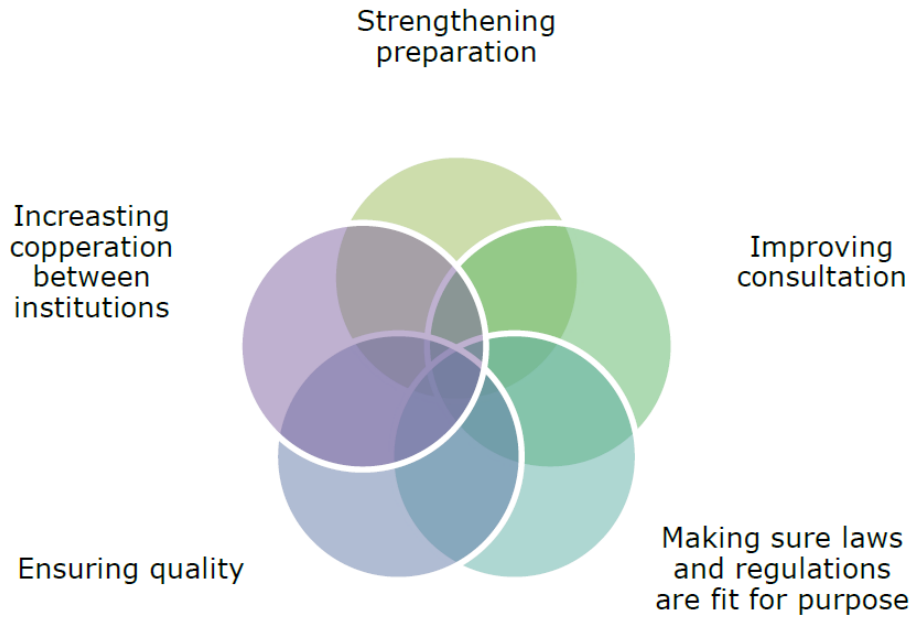 Strengthening
preparation
Increasting
copperation
between
institutions
Improving
consultation
Ensuring quality
Making sure laws
and regulations
are fit for purpose